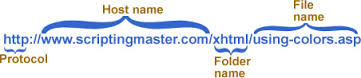 Host name
File
name
http://www.scriptingmaster.com/xhtml/using-colors.asp
Protocol
Folder
name